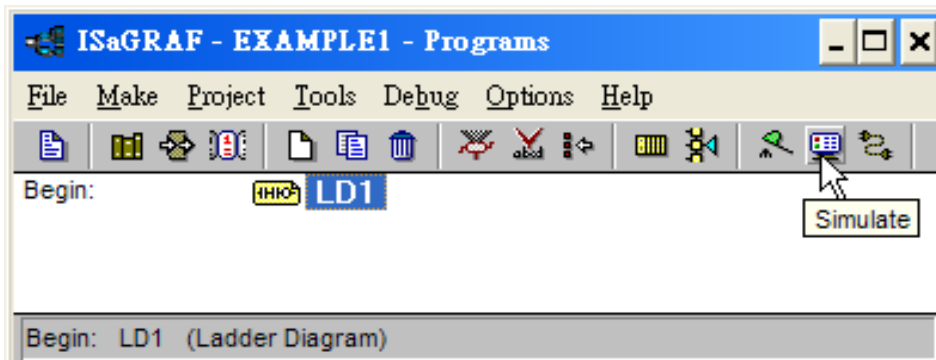 ISaGRAF - EXAMPLE1 - Programs
File Make Project Tools Debug Options Help
Begin: LD1
Simulate
Begin: LD1 (Ladder Diagram)